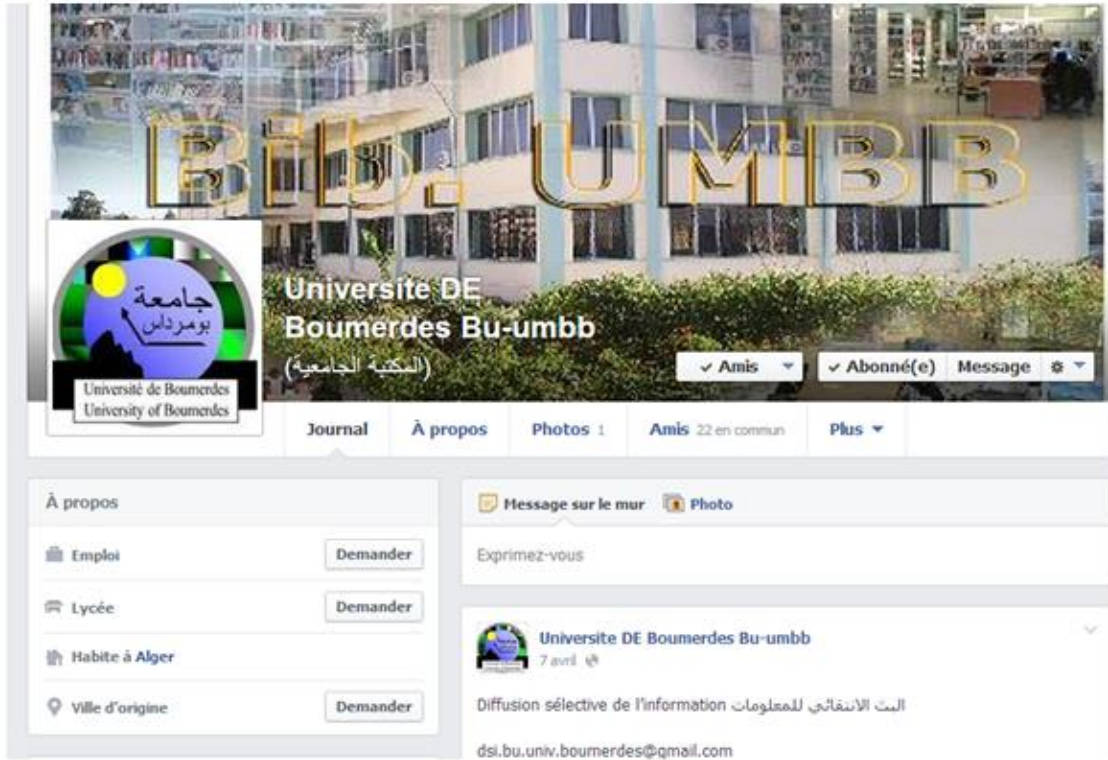 Bib. UMBB
جامعة
بومرداس
Université de Boumerdes
University of Boumerdes
Universite DE
Boumerdes Bu-umbb
(المكتبة الجامعية)
Amis
Abonné(e)
Message
Journal
À propos
Photos 1
Amis 22 en commun
Plus
À propos
Emploi
Demander
Lycée
Demander
Habite à Alger
Ville d'origine
Demander
Message sur le mur
Photo
Exprimez-vous
Universite DE Boumerdes Bu-umbb
7 avril
Diffusion sélective de l'information البث الانتقائي للمعلومات
dsi.bu.univ.boumerdes@gmail.com